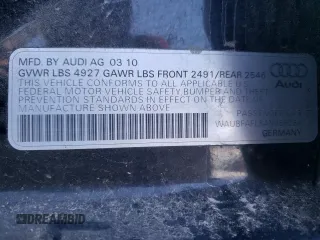 MFD. BY AUDI AG 03 10
GVWR LBS 4927 GAWR LBS FRONT 2491/REAR 2546
THIS VEHICLE CONFORMS TO ALL APPLICABLE U.S.
FEDERAL MOTOR VEHICLE SAFETY BUMPER AND THEFT
PREVENTION STANDARDS IN EFFECT ON THE DATE OF
MANUFACTURE SHOWN ABOVE
Audi
GERMANY
DREAMBID